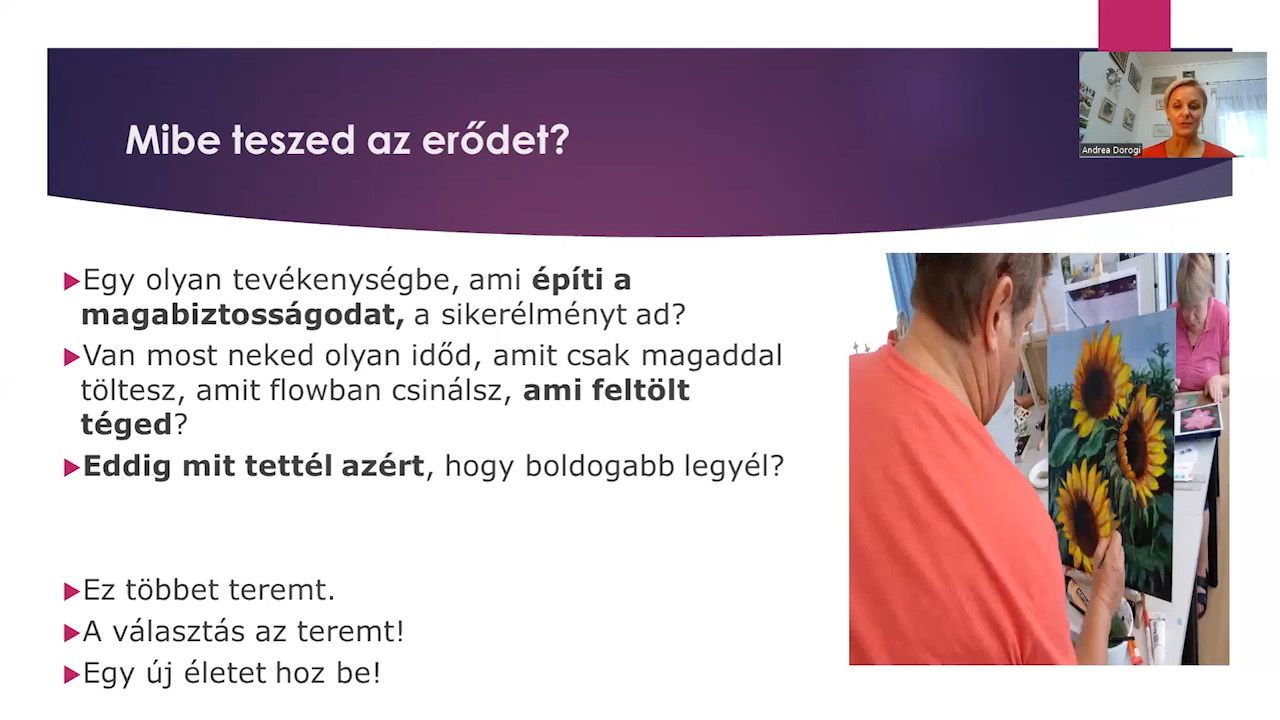 Mibe teszed az erődet?
Andrea Dorogi
Egy olyan tevékenységbe, ami építi a
magabiztosságodat, a sikerélményt ad?
Van most neked olyan időd, amit csak magaddal
töltesz, amit flowban csinálsz, ami feltölt
téged?
Eddig mit tettél azért, hogy boldogabb legyél?
Ez többet teremt.
A választás az teremt!
Egy új életet hoz be!